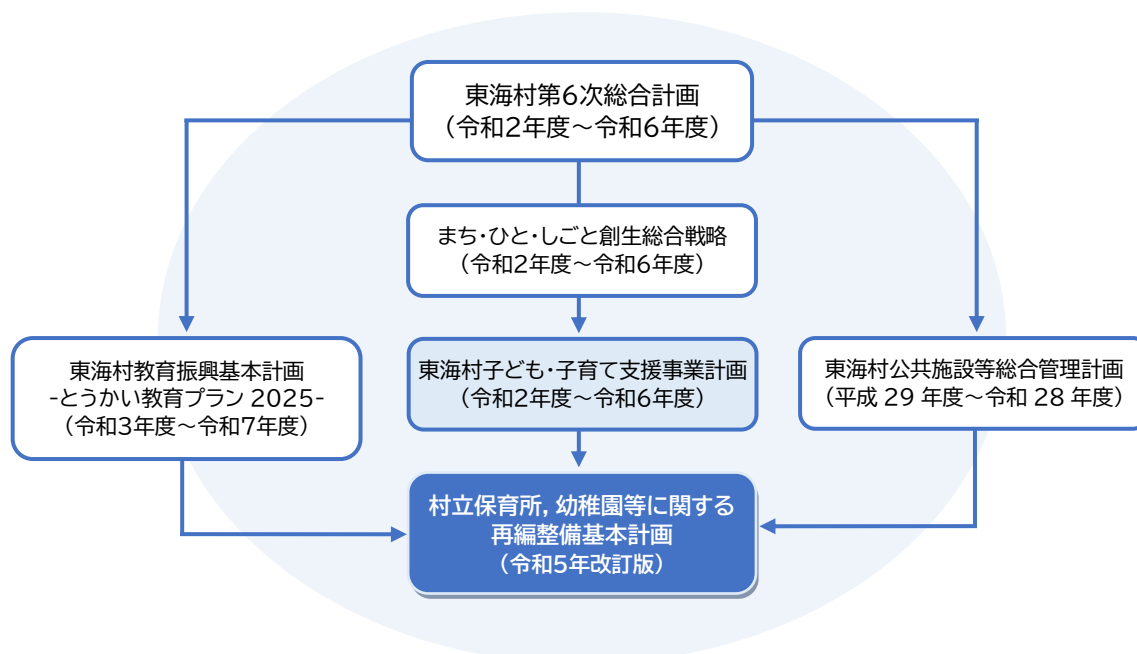 東海村第6次総合計画
（令和2年度～令和6年度）
まち・ひと・しごと創生総合戦略
（令和2年度～令和6年度）
東海村教育振興基本計画
-とうかい教育プラン 2025-
（令和3年度～令和7年度）
東海村子ども・子育て支援事業計画
（令和2年度～令和6年度）
東海村公共施設等総合管理計画
（平成 29 年度～令和 28 年度）
村立保育所，幼稚園等に関する
再編整備基本計画
（令和5年改訂版）